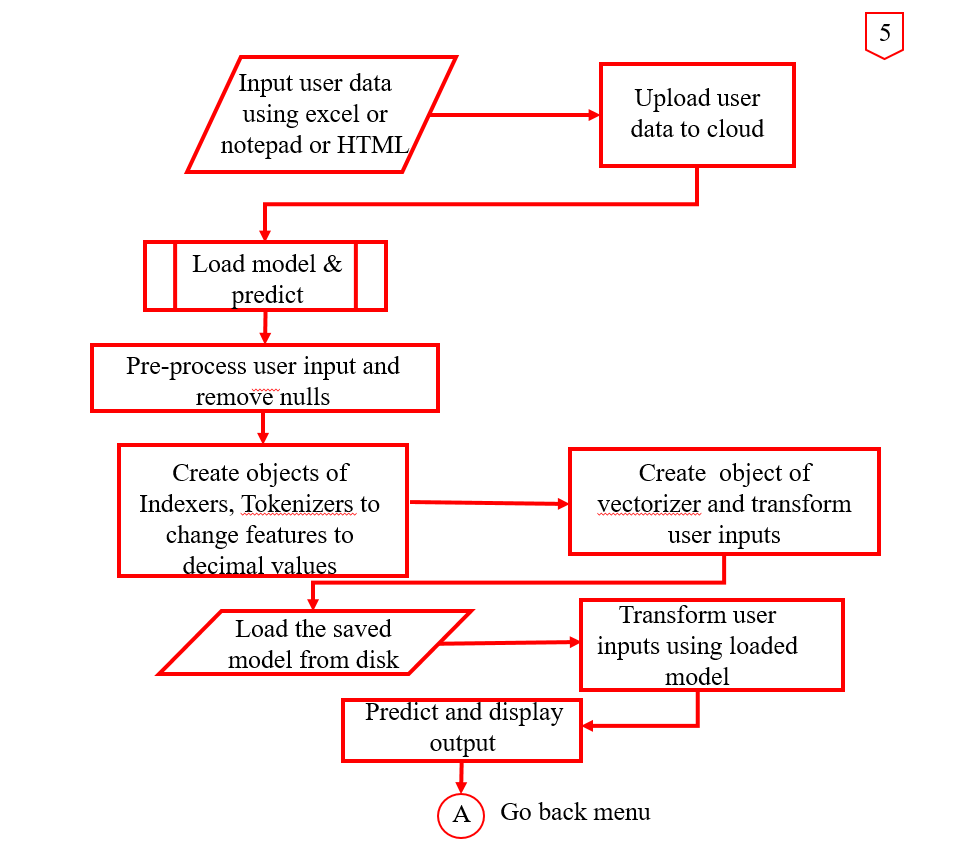 5
Input user data
using excel or
notepad or HTML
Upload user
data to cloud
Load model &
predict
Pre-process user input and
remove nulls
Create objects of
Indexers, Tokenizers to
change features to
decimal values
Create  object of
vectorizer and transform
user inputs
Load the saved
model from disk
Transform user
inputs using loaded
model
Predict and display
output
A
Go back menu